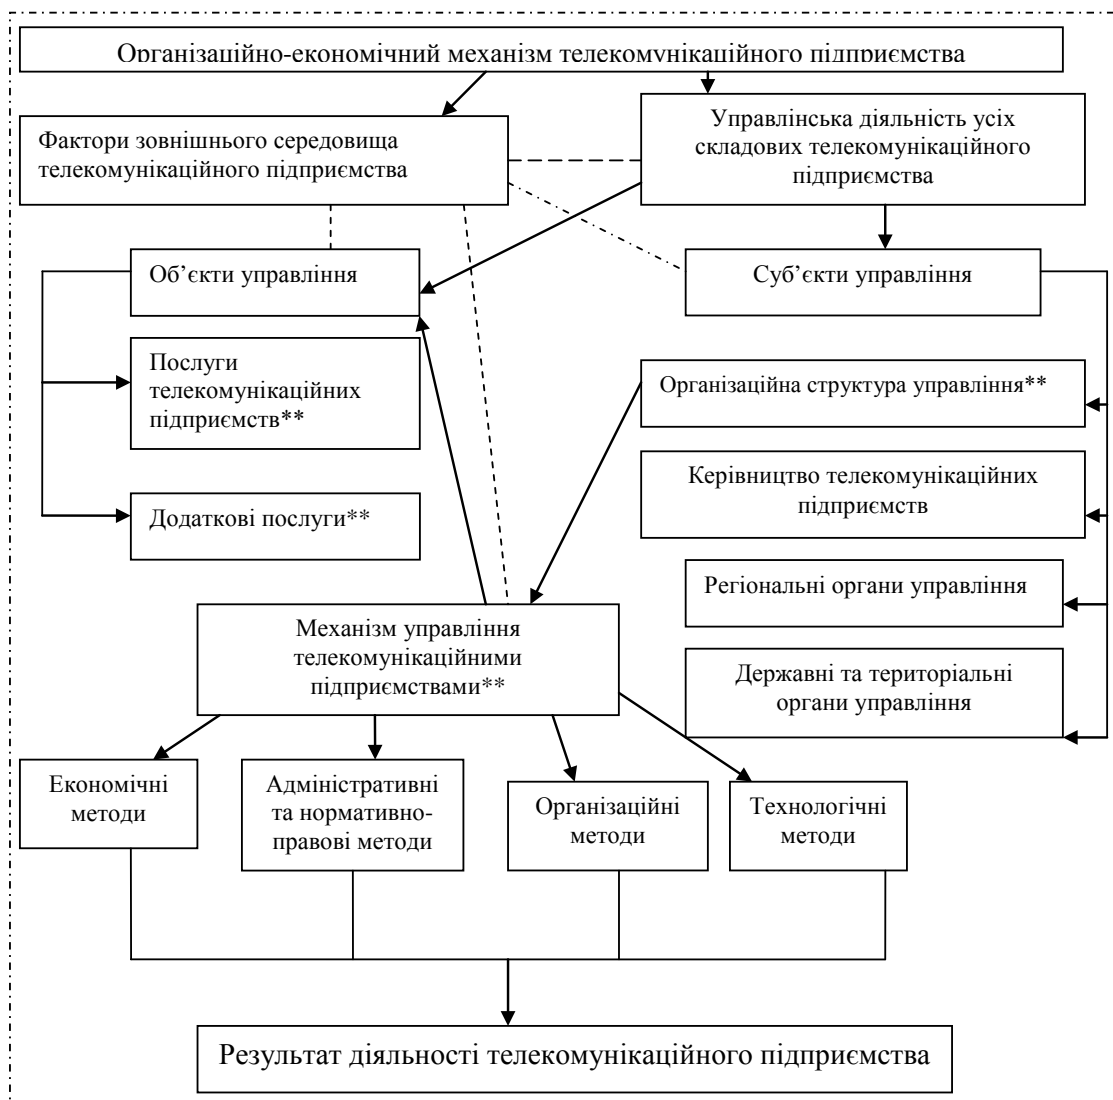 Організаційно-економічний механізм телекомунікаційного підприємства
Фактори зовнішнього середовища
телекомунікаційного підприємства
Управлінська діяльність усіх
складових телекомунікаційного
підприємства
Об’єкти управління
Суб’єкти управління
Послуги
телекомунікаційних
підприємств**
Організаційна структура управління**
Керівництво телекомунікаційних
підприємств
Додаткові послуги**
Регіональні органи управління
Механізм управління
телекомунікаційними
підприємствами**
Державні та територіальні
органи управління
Економічні
методи
Адміністративні
та нормативно-
правові методи
Організаційні
методи
Технологічні
методи
Результат діяльності телекомунікаційного підприємства